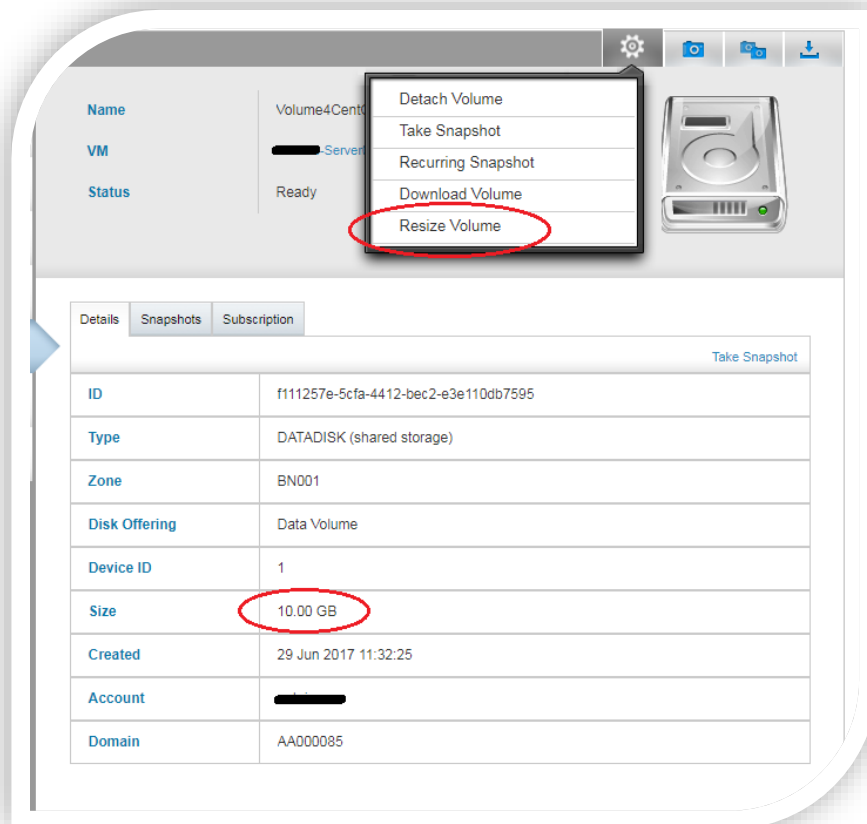 Name Volume4Cent
Detach Volume
Take Snapshot
Recurring Snapshot
Download Volume
Resize Volume
VM -Server
Status Ready
Details Snapshots Subscription
Take Snapshot
ID f111257e-5cfa-4412-bec2-e3e110db7595
Type DATADISK (shared storage)
Zone BN001
Disk Offering Data Volume
Device ID 1
Size 10.00 GB
Created 29 Jun 2017 11:32:25
Account
Domain AA000085